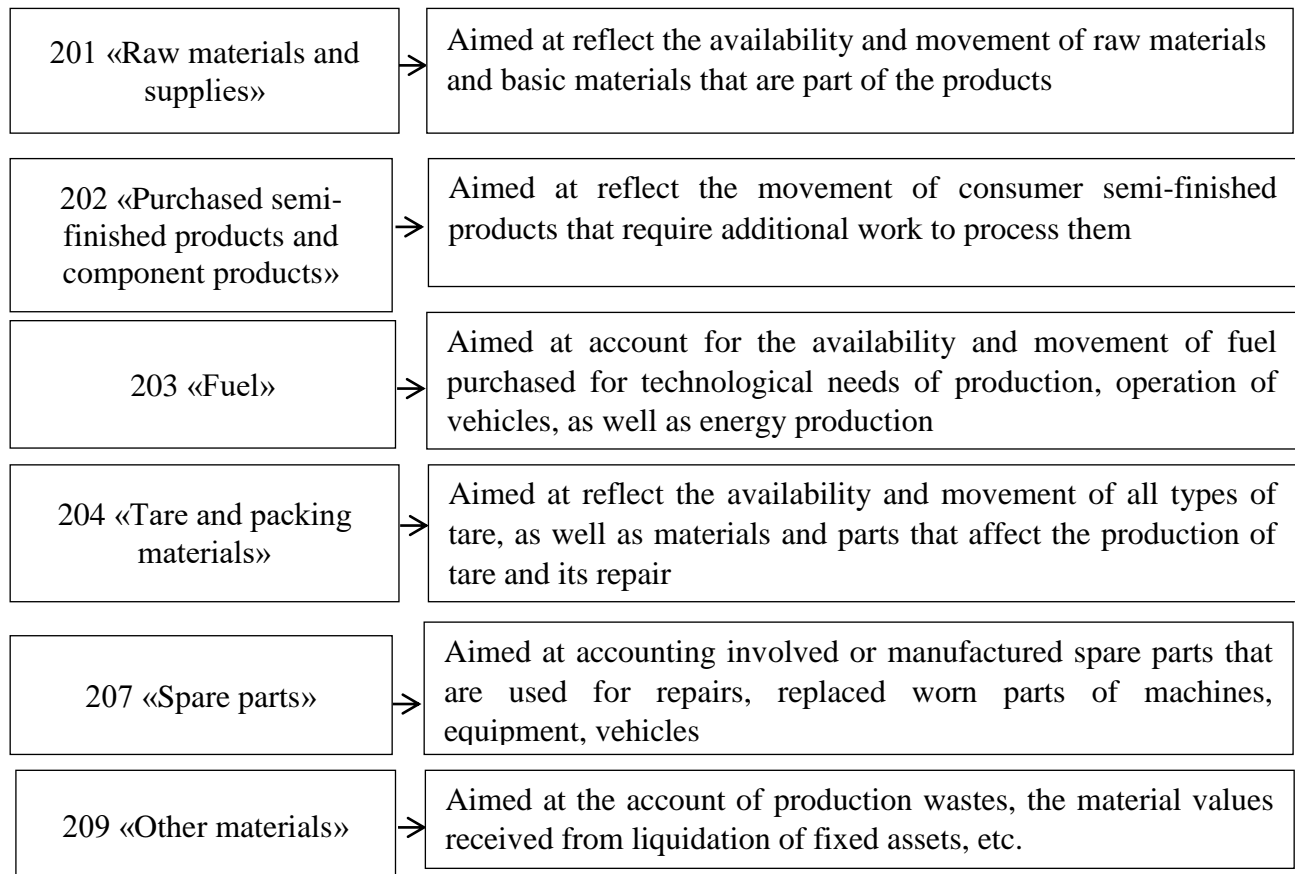 201 «Raw materials and
supplies»
Aimed at reflect the availability and movement of raw materials
and basic materials that are part of the products
202 «Purchased semi-
finished products and
component products»
Aimed at reflect the movement of consumer semi-finished
products that require additional work to process them
203 «Fuel»
Aimed at account for the availability and movement of fuel
purchased for technological needs of production, operation of
vehicles, as well as energy production
204 «Tare and packing
materials»
Aimed at reflect the availability and movement of all types of
tare, as well as materials and parts that affect the production of
tare and its repair
207 «Spare parts»
Aimed at accounting involved or manufactured spare parts that
are used for repairs, replaced worn parts of machines,
equipment, vehicles
209 «Other materials»
Aimed at the account of production wastes, the material values
received from liquidation of fixed assets, etc.